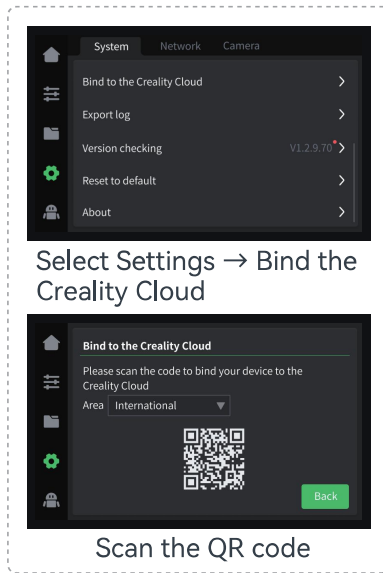 System Network Camera
Bind to the Creality Cloud
Export log
Version checking V1.2.9.70
Reset to default
About
Select Settings → Bind the
Creality Cloud
Bind to the Creality Cloud
Please scan the code to bind your device to the
Creality Cloud
Area International
Back
Scan the QR code